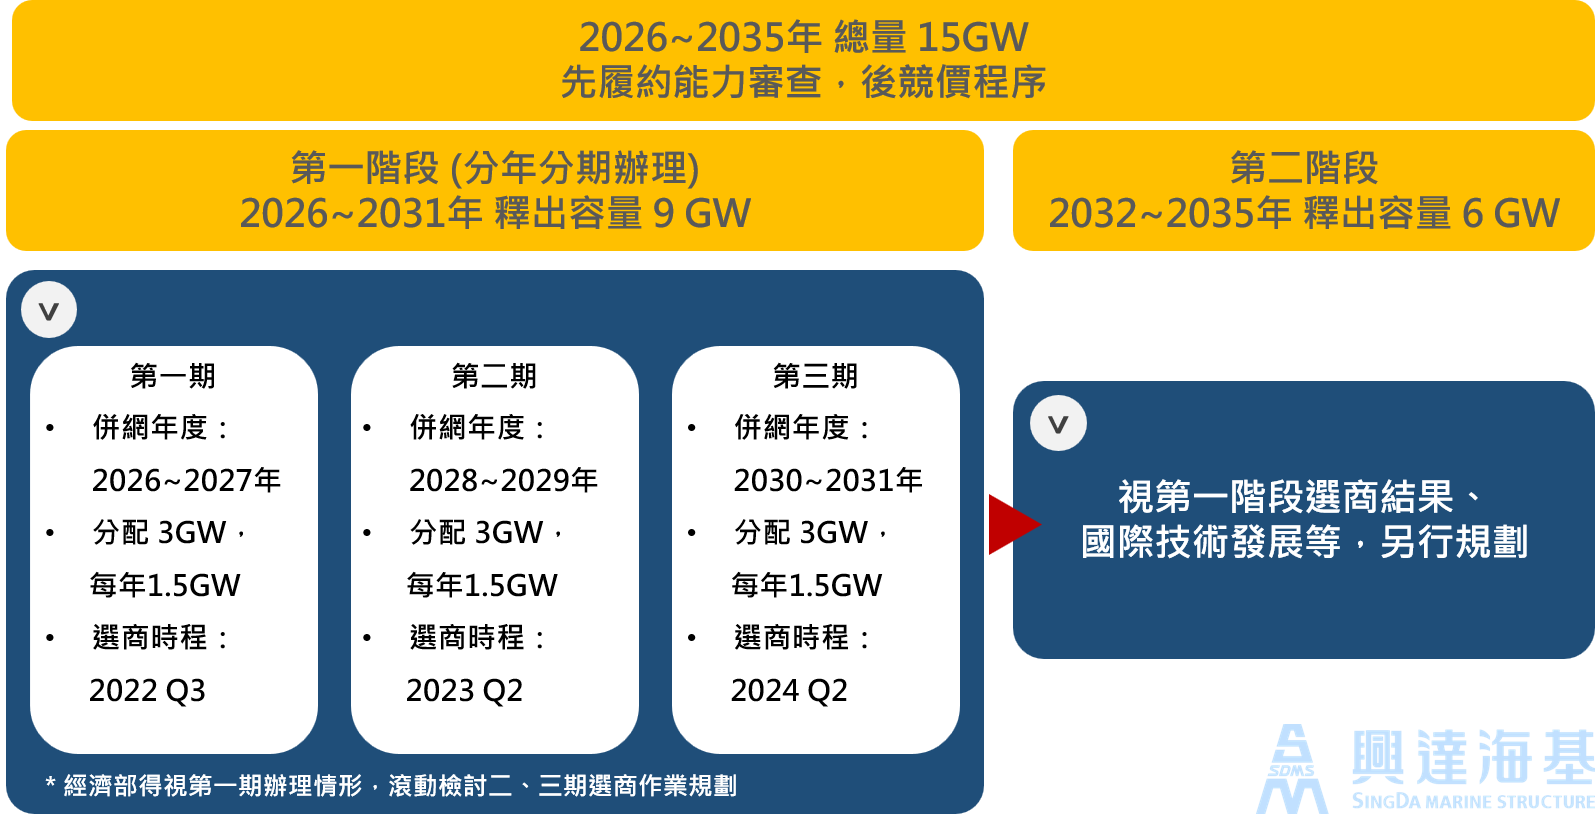 2026~2035年 總量 15GW
先履約能力審查，後競價程序
第一階段 (分年分期辦理)
2026~2031年 釋出容量 9 GW
第二階段
2032~2035年 釋出容量 6 GW
V
第一期
• 併網年度：
2026~2027年
• 分配 3GW，
每年1.5GW
• 選商時程：
2022 Q3
第二期
• 併網年度：
2028~2029年
• 分配 3GW，
每年1.5GW
• 選商時程：
2023 Q2
第三期
• 併網年度：
2030~2031年
• 分配 3GW，
每年1.5GW
• 選商時程：
2024 Q2
* 經濟部得視第一期辦理情形，滾動檢討二、三期選商作業規劃
V
視第一階段選商結果、
國際技術發展等，另行規劃
SDMS
興達海基
SINGDA MARINE STRUCTURE